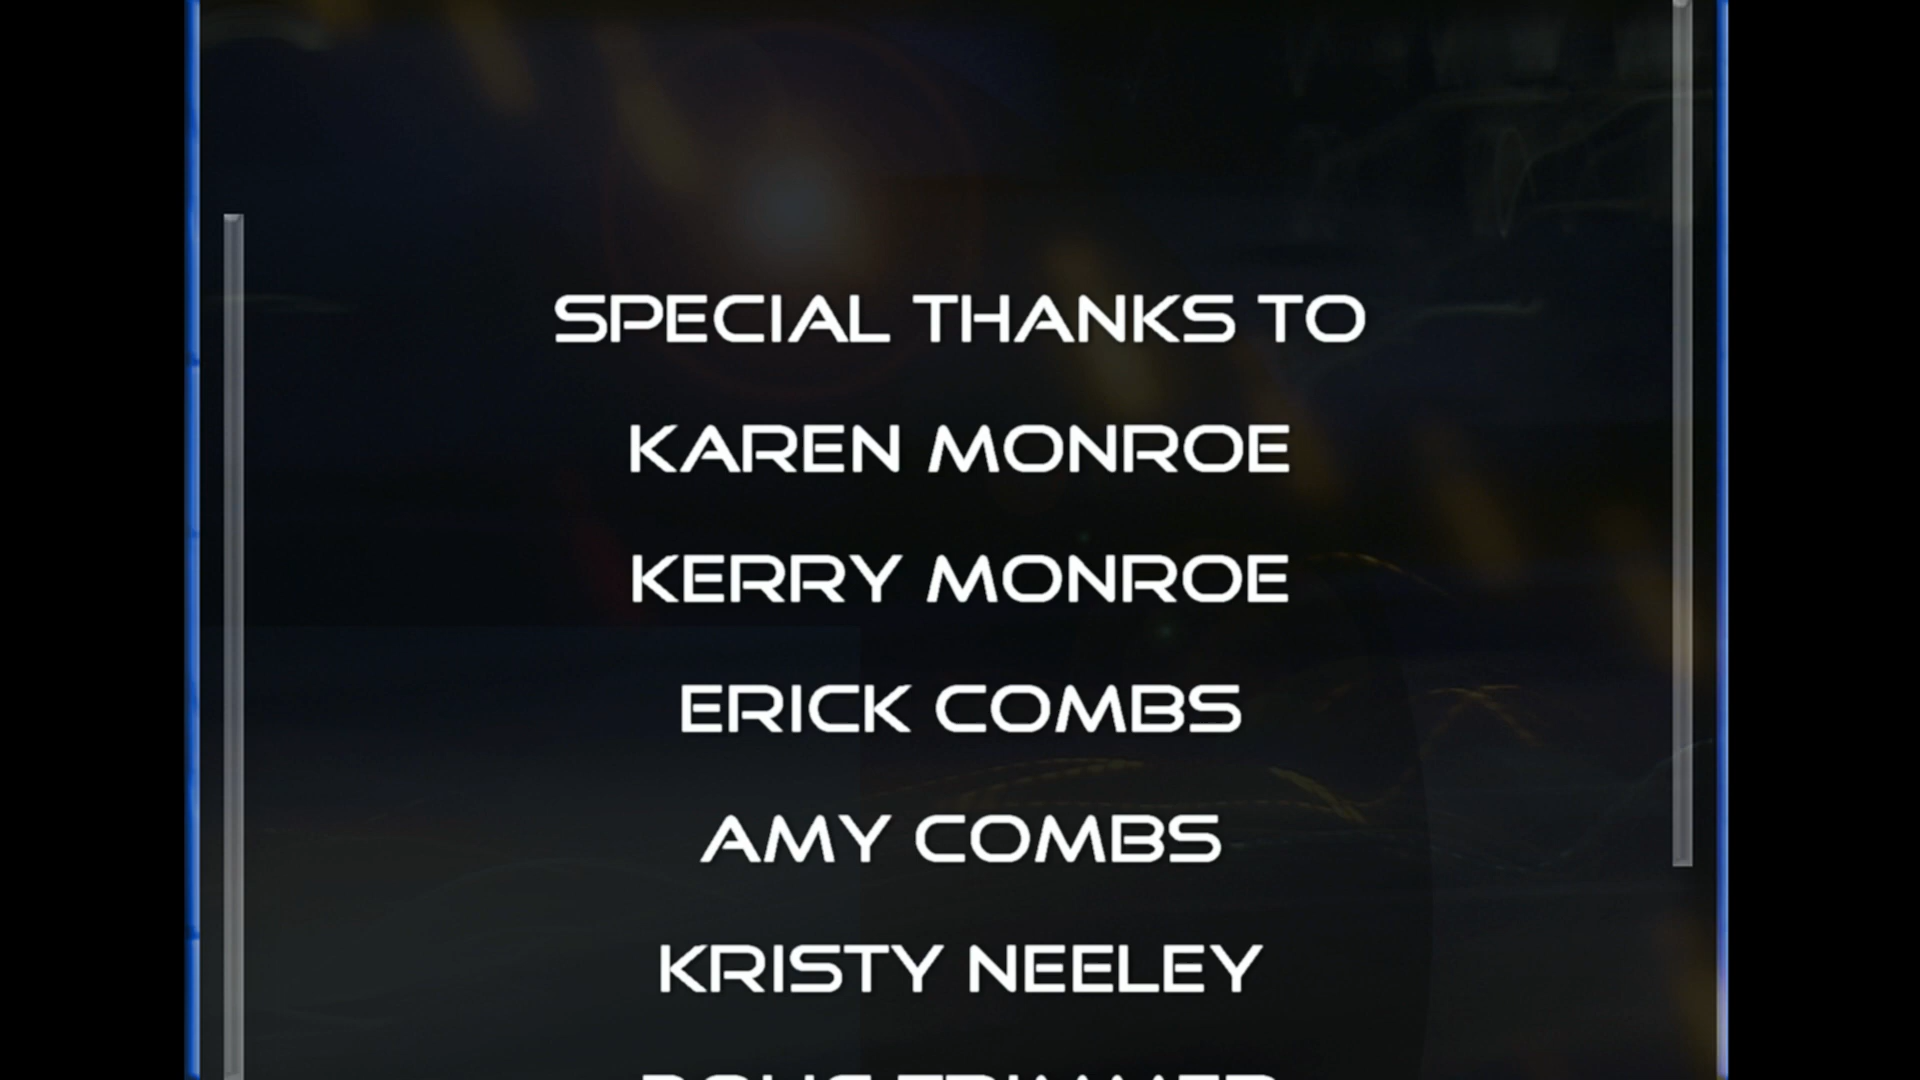 SPECIAL THANKS TO
KAREN MONROE
KERRY MONROE
ERICK COMBS
AMY COMBS
KRISTY NEELEY